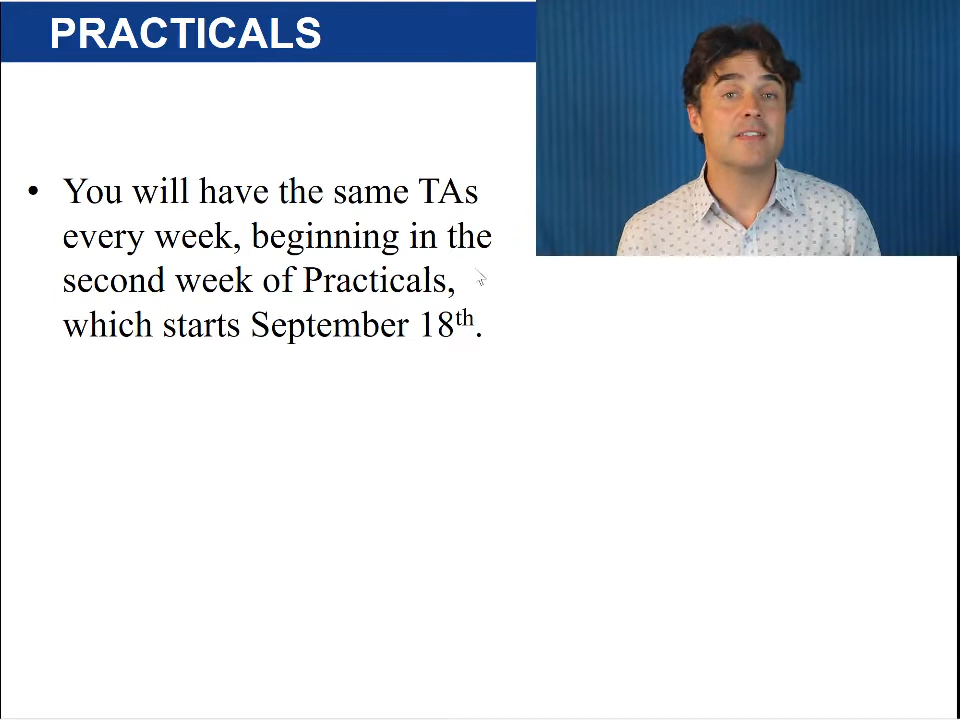 PRACTICALS
• You will have the same TAs
every week, beginning in the
second week of Practicals,
which starts September 18th.